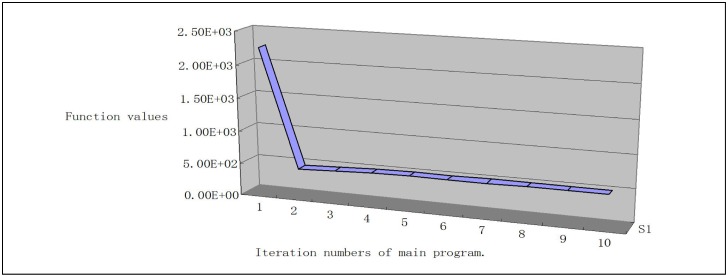 2.50E+03
2.00E+03
1.50E+03
Function values
1.00E+03
5.00E+02
0.00E+00
1 2 3 4 5 6 7 8 9 10
S1
Iteration numbers of main program.